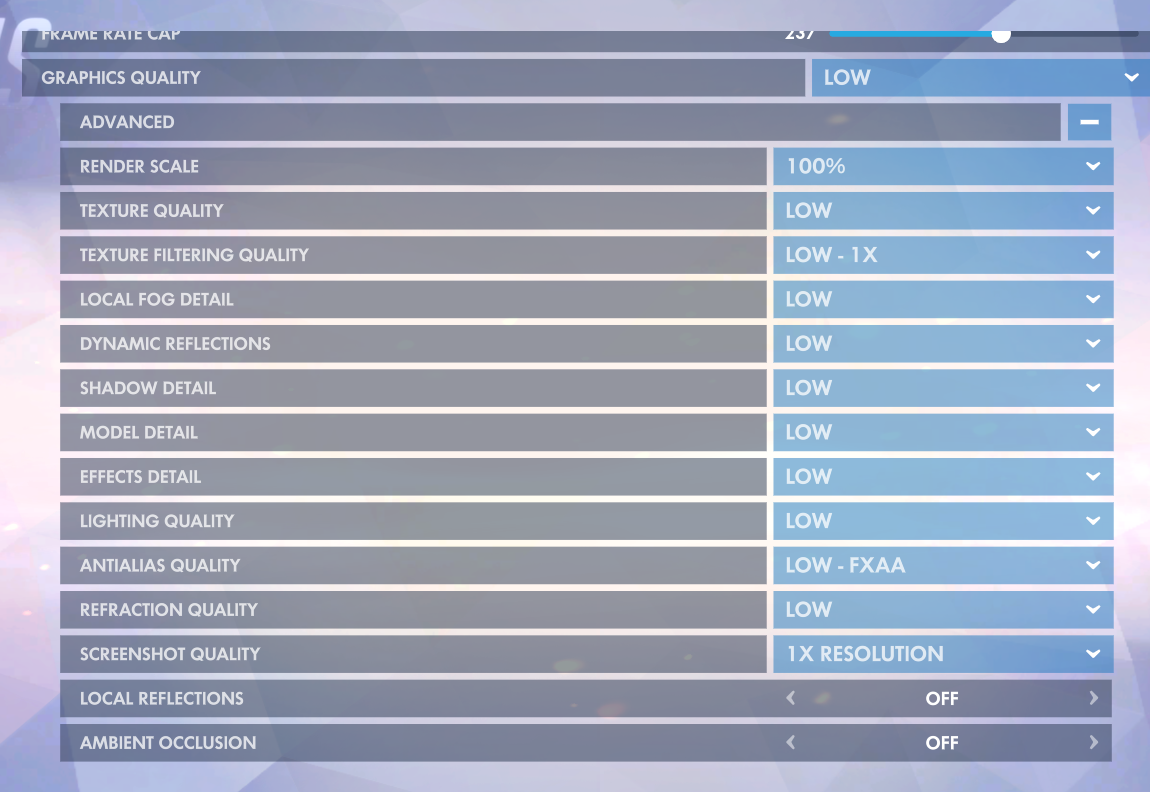 FRAME RATE CAP 237
GRAPHICS QUALITY LOW
ADVANCED
RENDER SCALE 100%
TEXTURE QUALITY LOW
TEXTURE FILTERING QUALITY LOW - 1X
LOCAL FOG DETAIL LOW
DYNAMIC REFLECTIONS LOW
SHADOW DETAIL LOW
MODEL DETAIL LOW
EFFECTS DETAIL LOW
LIGHTING QUALITY LOW
ANTIALIAS QUALITY LOW - FXAA
REFRACTION QUALITY LOW
SCREENSHOT QUALITY 1X RESOLUTION
LOCAL REFLECTIONS OFF
AMBIENT OCCLUSION OFF